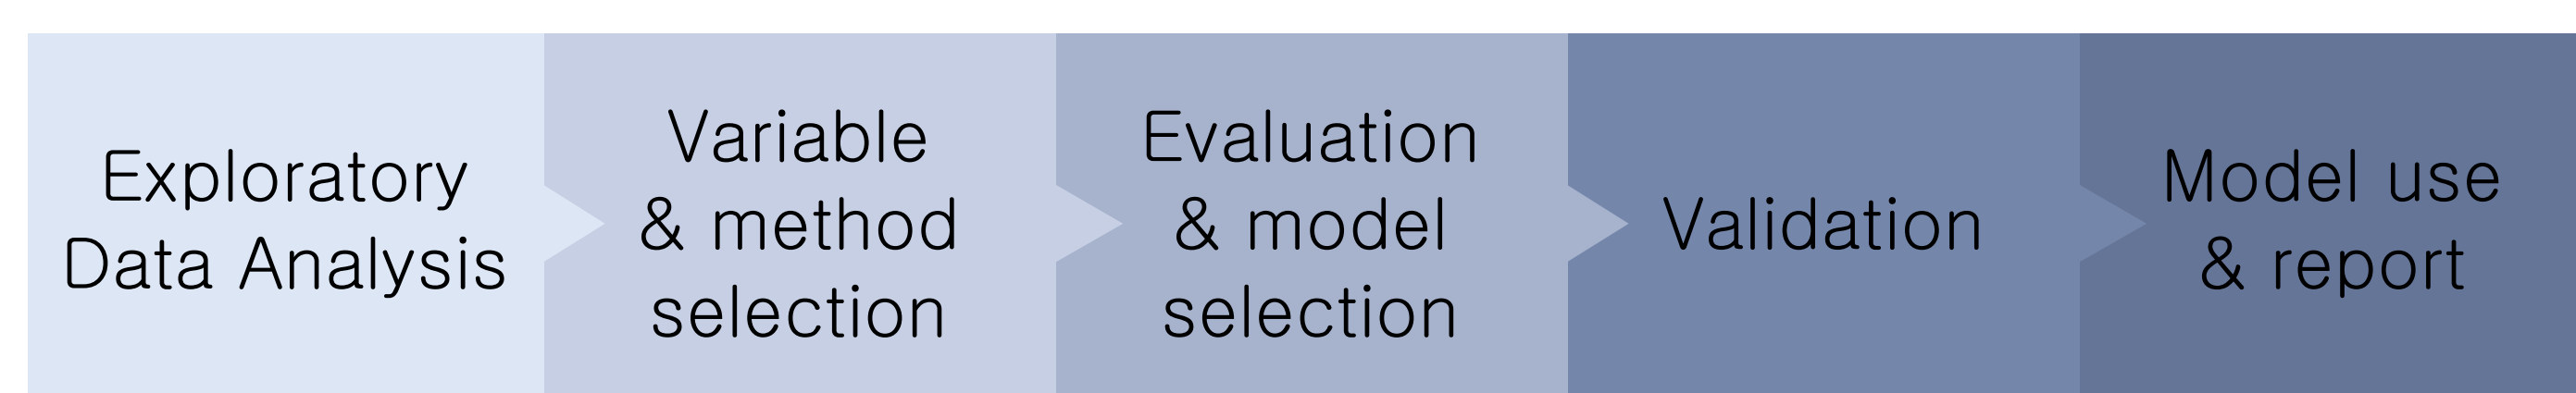 Exploratory
Data Analysis
Variable
& method
selection
Evaluation
& model
selection
Validation
Model use
& report